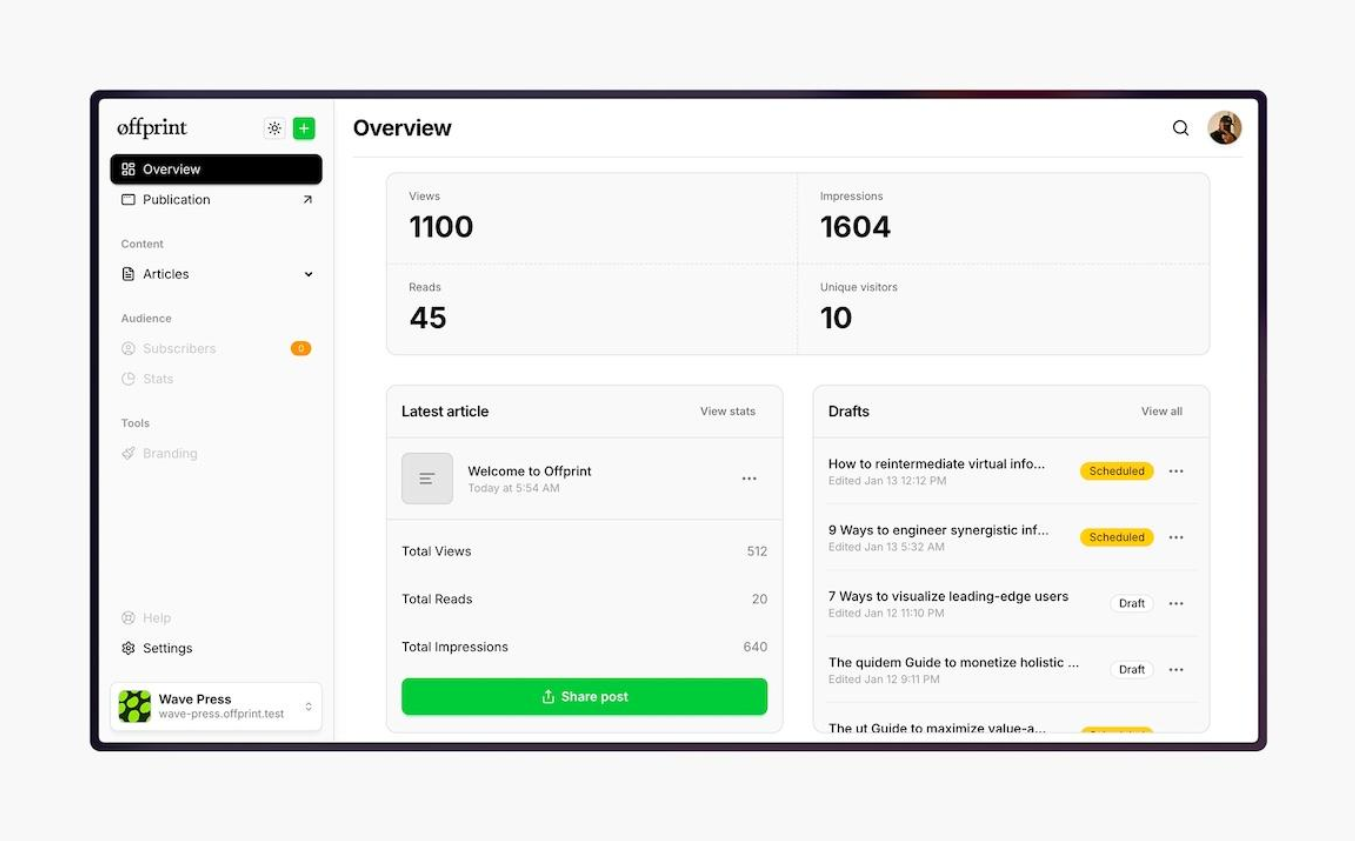 øffprint
Overview
Publication
Content
Articles
Audience
Subscribers 0
Stats
Tools
Branding
Help
Settings
Wave Press
wave-press.offprint.test
Overview
Views
1100
Impressions
1604
Reads
45
Unique visitors
10
Latest article View stats
Welcome to Offprint
Today at 5:54 AM
Total Views 512
Total Reads 20
Total Impressions 640
Share post
Drafts View all
How to reintermediate virtual info... Scheduled
Edited Jan 13 12:12 PM
9 Ways to engineer synergistic inf... Scheduled
Edited Jan 13 5:32 AM
7 Ways to visualize leading-edge users Draft
Edited Jan 12 11:10 PM
The quidem Guide to monetize holistic ... Draft
Edited Jan 12 9:11 PM
The ut Guide to maximize value-a...